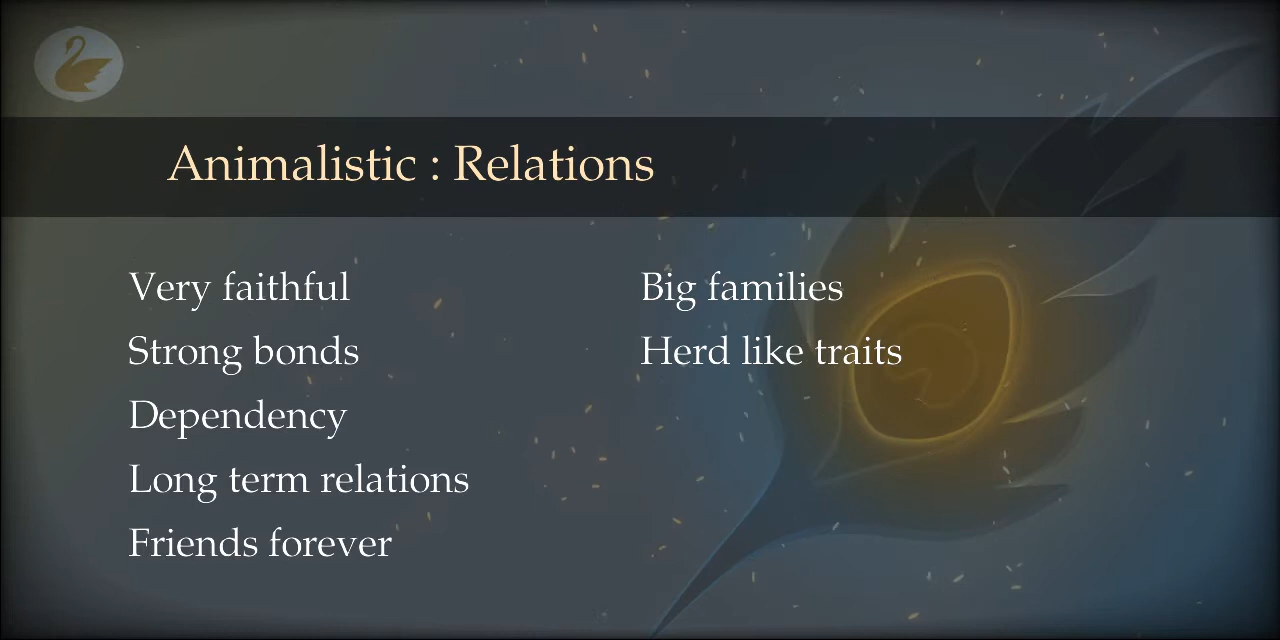 Animalistic : Relations
Very faithful
Strong bonds
Dependency
Long term relations
Friends forever
Big families
Herd like traits